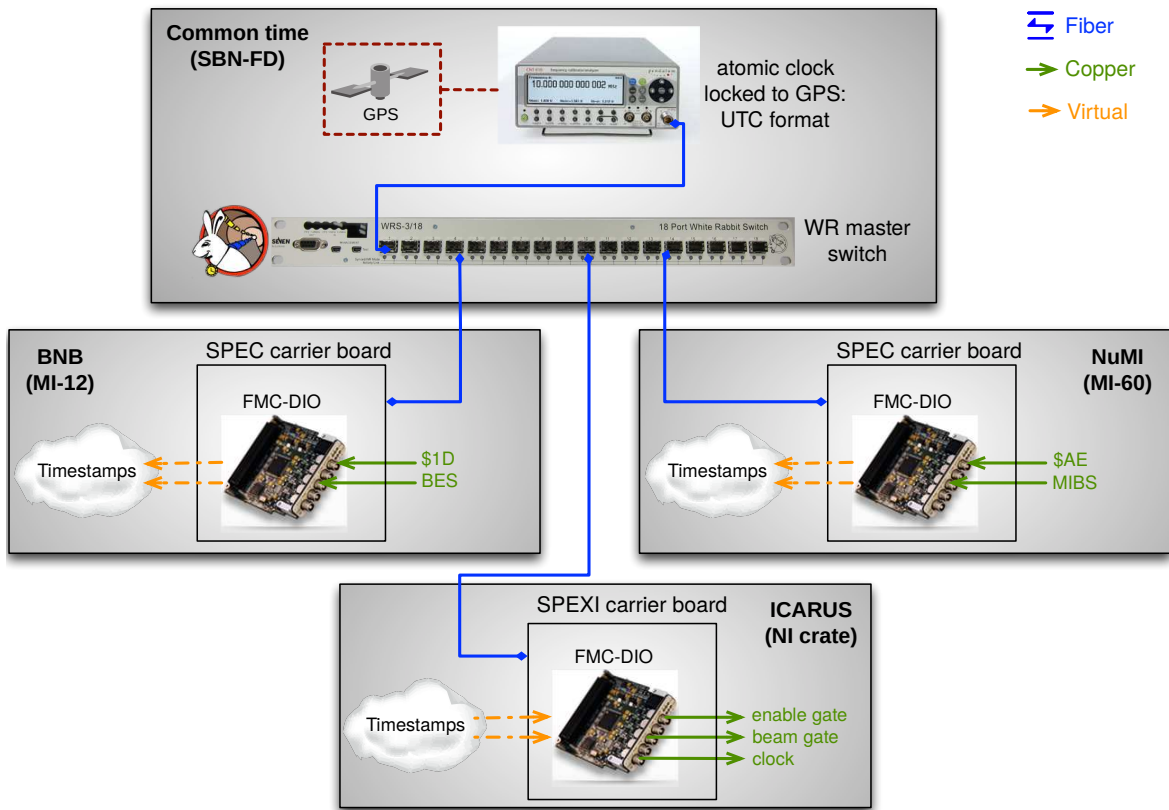 Common time
(SBN-FD)
GPS
10.000 000 000 002 MHz
atomic clock
locked to GPS:
UTC format
Fiber
Copper
Virtual
SEVEN
WRS-3/18
18 Port White Rabbit Switch
WR master
switch
BNB
(MI-12)
SPEC carrier board
FMC-DIO
Timestamps
$1D
BES
SPEC carrier board
NuMI
(MI-60)
FMC-DIO
Timestamps
$AE
MIBS
SPEXI carrier board
ICARUS
(NI crate)
FMC-DIO
Timestamps
enable gate
beam gate
clock